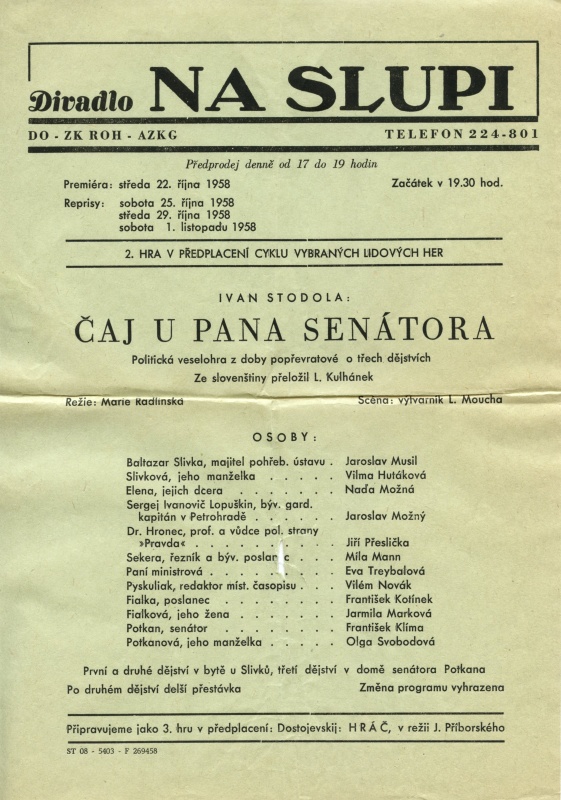 Divadlo NA SLUPI
DO - ZK ROH - AZKG TELEFON 224-801
Předprodej denně od 17 do 19 hodin
Premiéra: středa 22. října 1958 Začátek v 19.30 hod.
Reprisy: sobota 25. října 1958
středa 29. října 1958
sobota 1. listopadu 1958
2. HRA V PŘEDPLACENÍ CYKLU VYBRANÝCH LIDOVÝCH HER
IVAN STODOLA:
ČAJ U PANA SENÁTORA
Politická veselohra z doby popřevratové o třech dějstvích
Ze slovenštiny přeložil L. Kulhánek
Režie: Marie Radlinská Scéna: výtvarník L. Moucha
OSOBY:
Baltazar Slivka, majitel pohřeb. ústavu . Jaroslav Musil
Slivková, jeho manželka . . . . . Vilma Hutáková
Elena, jejich dcera . . . . . . . Naďa Možná
Sergej Ivanovič Lopuškin, býv. gard.
kapitán v Petrohradě . . . . . . Jaroslav Možný
Dr. Hronec, prof. a vůdce pol. strany
»Pravda« . . . . . . . . . . Jiří Přeslička
Sekera, řezník a býv. poslanec . . . Míla Mann
Paní ministrová . . . . . . . . . Eva Treybalová
Pyskuliak, redaktor míst. časopisu . . . Vilém Novák
Fialka, poslanec . . . . . . . . František Kotínek
Fialková, jeho žena . . . . . . . Jarmila Marková
Potkan, senátor . . . . . . . . František Klíma
Potkanová, jeho manželka . . . . . Olga Svobodová
První a druhé dějství v bytě u Slivků, třetí dějství v domě senátora Potkana
Po druhém dějství delší přestávka Změna programu vyhrazena
Připravujeme jako 3. hru v předplacení: Dostojevskij: HRÁČ, v režii J. Příborského
ST 08 - 5403 - F 269458